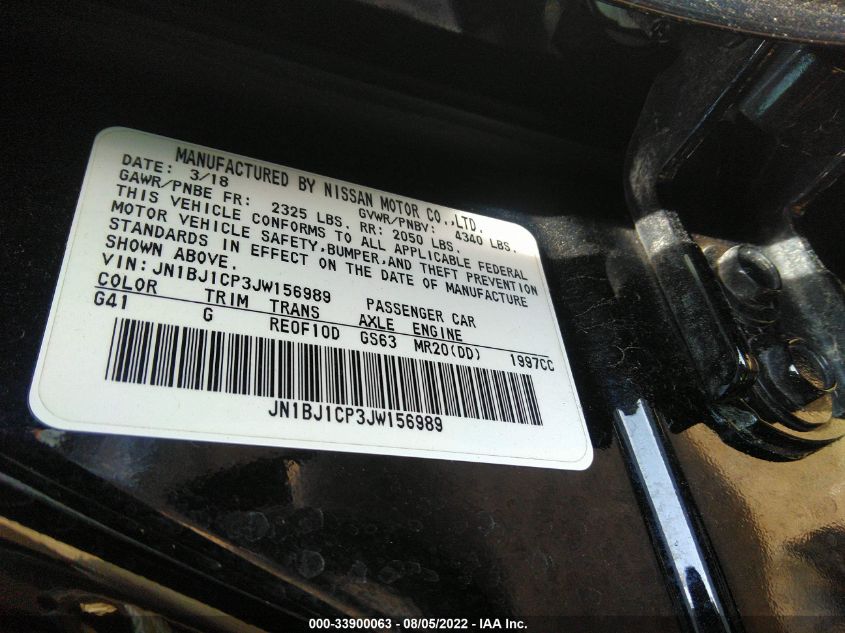 MANUFACTURED BY NISSAN MOTOR CO.,LTD.
DATE: 3/18 GVWR/PNBV: 4340 LBS.
GAWR/PNBE FR: 2325 LBS. RR: 2050 LBS.
THIS VEHICLE CONFORMS TO ALL APPLICABLE FEDERAL
MOTOR VEHICLE SAFETY,BUMPER,AND THEFT PREVENTION
STANDARDS IN EFFECT ON THE DATE OF MANUFACTURE
SHOWN ABOVE.
VIN: JN1BJ1CP3JW156989 PASSENGER CAR
COLOR TRIM TRANS AXLE ENGINE
G41 G RE0F10D GS63 MR20(DD) 1997CC
JN1BJ1CP3JW156989
000-33900063 - 08/05/2022 - IAA Inc.